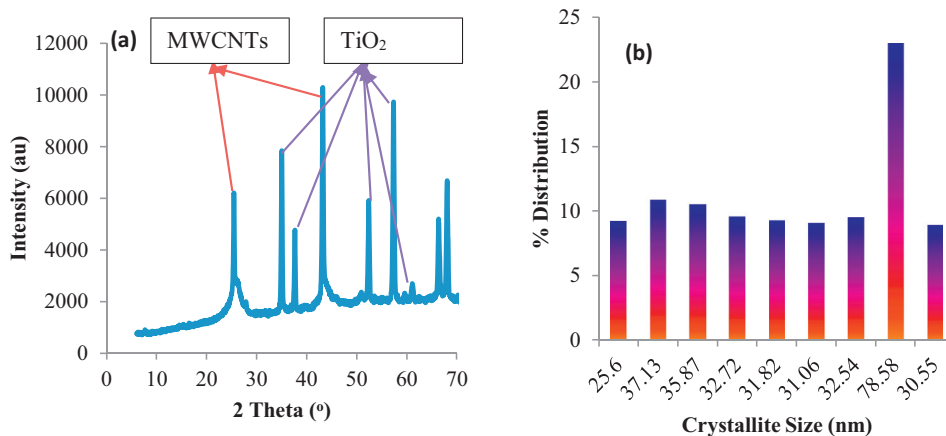 (a)
MWCNTs
TiO₂
12000
10000
8000
6000
4000
2000
0
Intensity (au)
0 10 20 30 40 50 60 70
2 Theta (°)
(b)
25
20
15
10
5
0
% Distribution
25.6 37.13 35.87 32.72 31.82 31.06 32.54 78.58 30.55
Crystallite Size (nm)